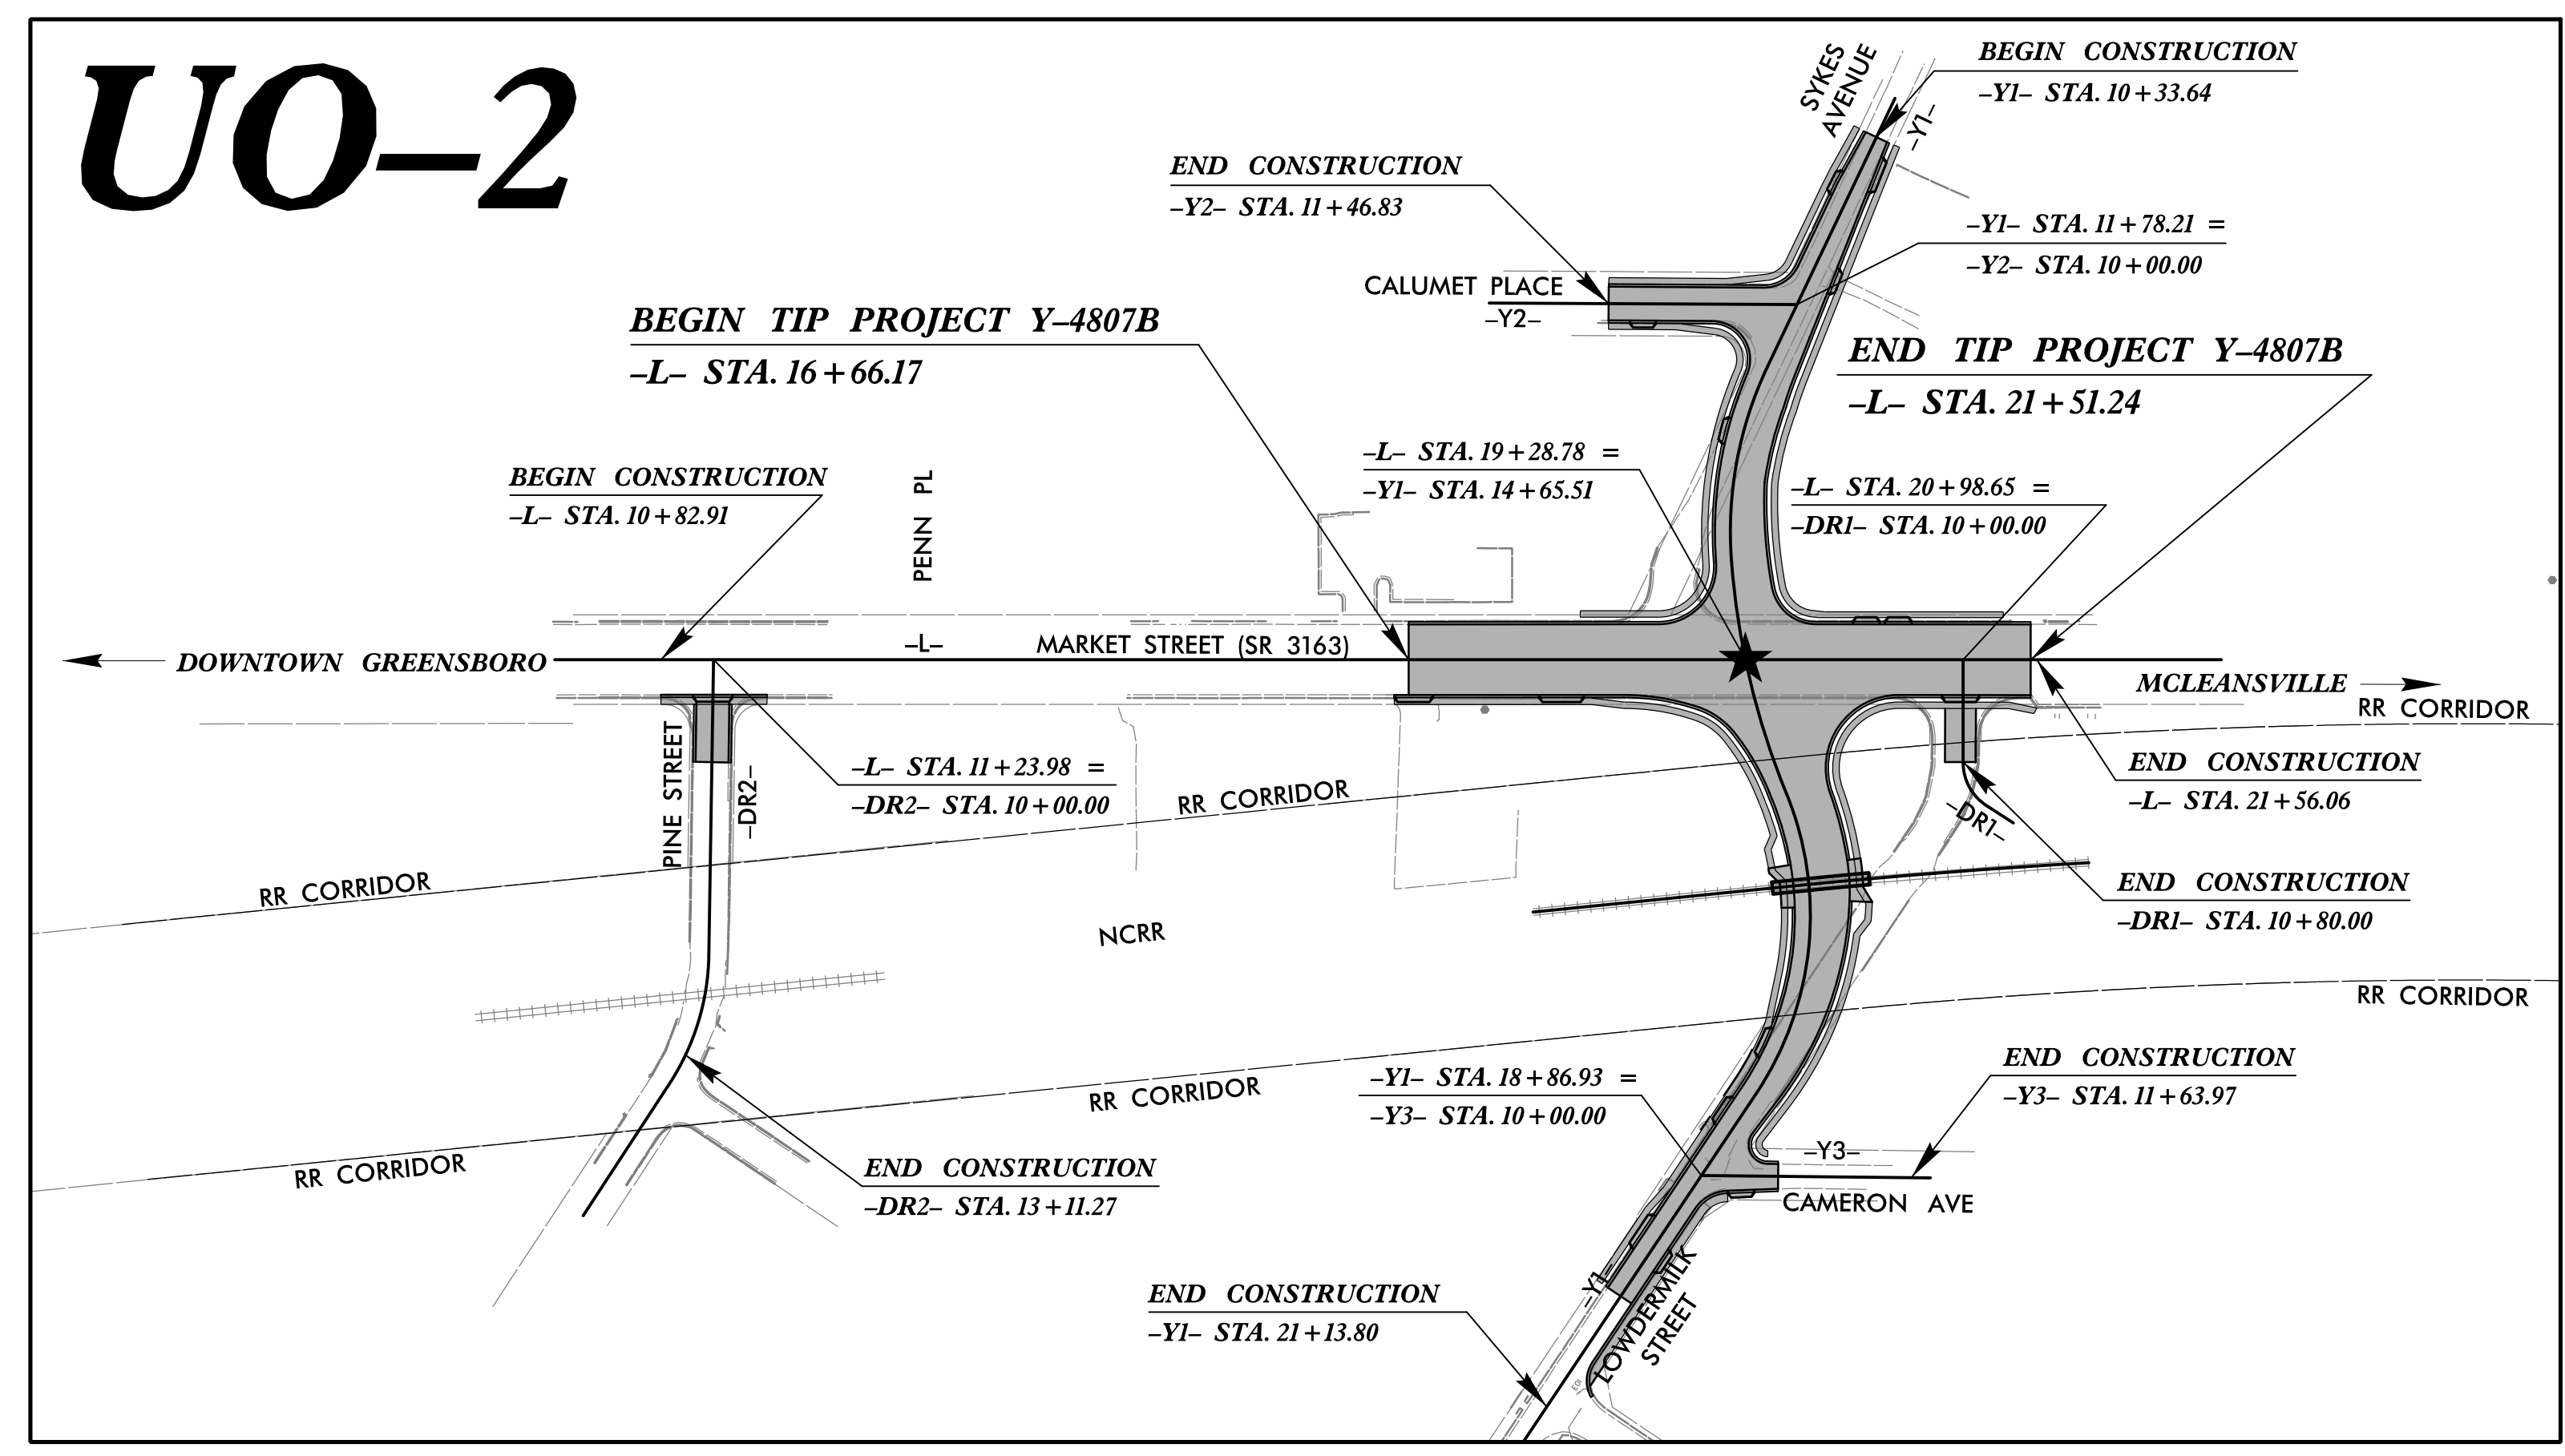 UO–2
SYKES
AVENUE
BEGIN CONSTRUCTION
–Y1– STA. 10+33.64
–Y1–
END CONSTRUCTION
–Y2– STA. 11+46.83
–Y1– STA. 11+78.21 =
–Y2– STA. 10+00.00
CALUMET PLACE
–Y2–
BEGIN TIP PROJECT Y–4807B
–L– STA. 16+66.17
END TIP PROJECT Y–4807B
–L– STA. 21+51.24
–L– STA. 19+28.78 =
–Y1– STA. 14+65.51
BEGIN CONSTRUCTION
–L– STA. 10+82.91
PENN PL
–L– STA. 20+98.65 =
–DR1– STA. 10+00.00
–L–
MARKET STREET (SR 3163)
DOWNTOWN GREENSBORO
MCLEANSVILLE
RR CORRIDOR
PINE STREET
–DR2–
–L– STA. 11+23.98 =
–DR2– STA. 10+00.00
RR CORRIDOR
END CONSTRUCTION
–L– STA. 21+56.06
–DR1–
RR CORRIDOR
END CONSTRUCTION
–DR1– STA. 10+80.00
NCRR
RR CORRIDOR
RR CORRIDOR
–Y1– STA. 18+86.93 =
–Y3– STA. 10+00.00
END CONSTRUCTION
–Y3– STA. 11+63.97
–Y3–
CAMERON AVE
RR CORRIDOR
END CONSTRUCTION
–DR2– STA. 13+11.27
–Y1–
LOWDERMILK
STREET
END CONSTRUCTION
–Y1– STA. 21+13.80